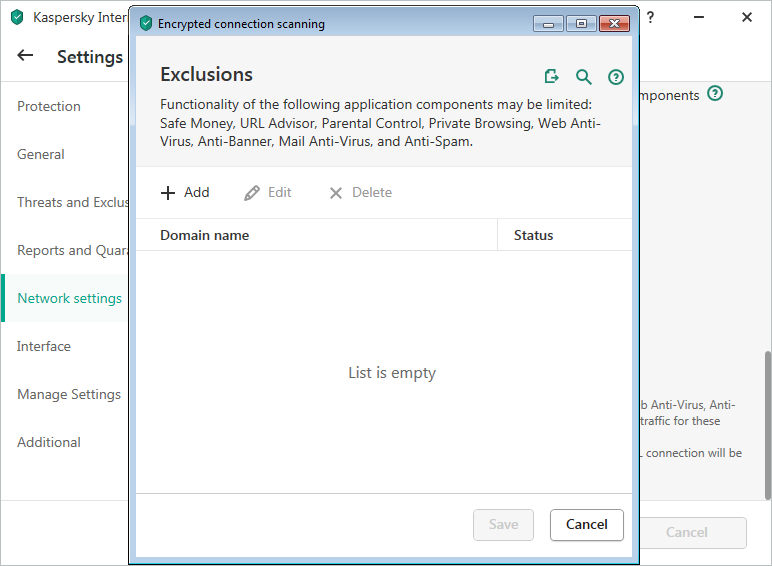 Kaspersky Inter
?
Settings
Protection
General
Threats and Exclus
Reports and Quara
Network settings
Interface
Manage Settings
Additional
Encrypted connection scanning
Exclusions
?
Functionality of the following application components may be limited:
Safe Money, URL Advisor, Parental Control, Private Browsing, Web Anti-
Virus, Anti-Banner, Mail Anti-Virus, and Anti-Spam.
Add
Edit
Delete
Domain name
Status
List is empty
Save
Cancel
mponents ?
b Anti-Virus, Anti-
traffic for these
L connection will be
Cancel